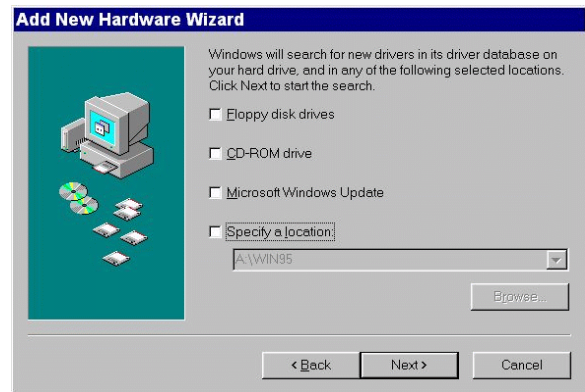 Add New Hardware Wizard
Windows will search for new drivers in its driver database on
your hard drive, and in any of the following selected locations.
Click Next to start the search.
Floppy disk drives
CD-ROM drive
Microsoft Windows Update
Specify a location:
A:\WIN95
Browse...
< Back
Next >
Cancel